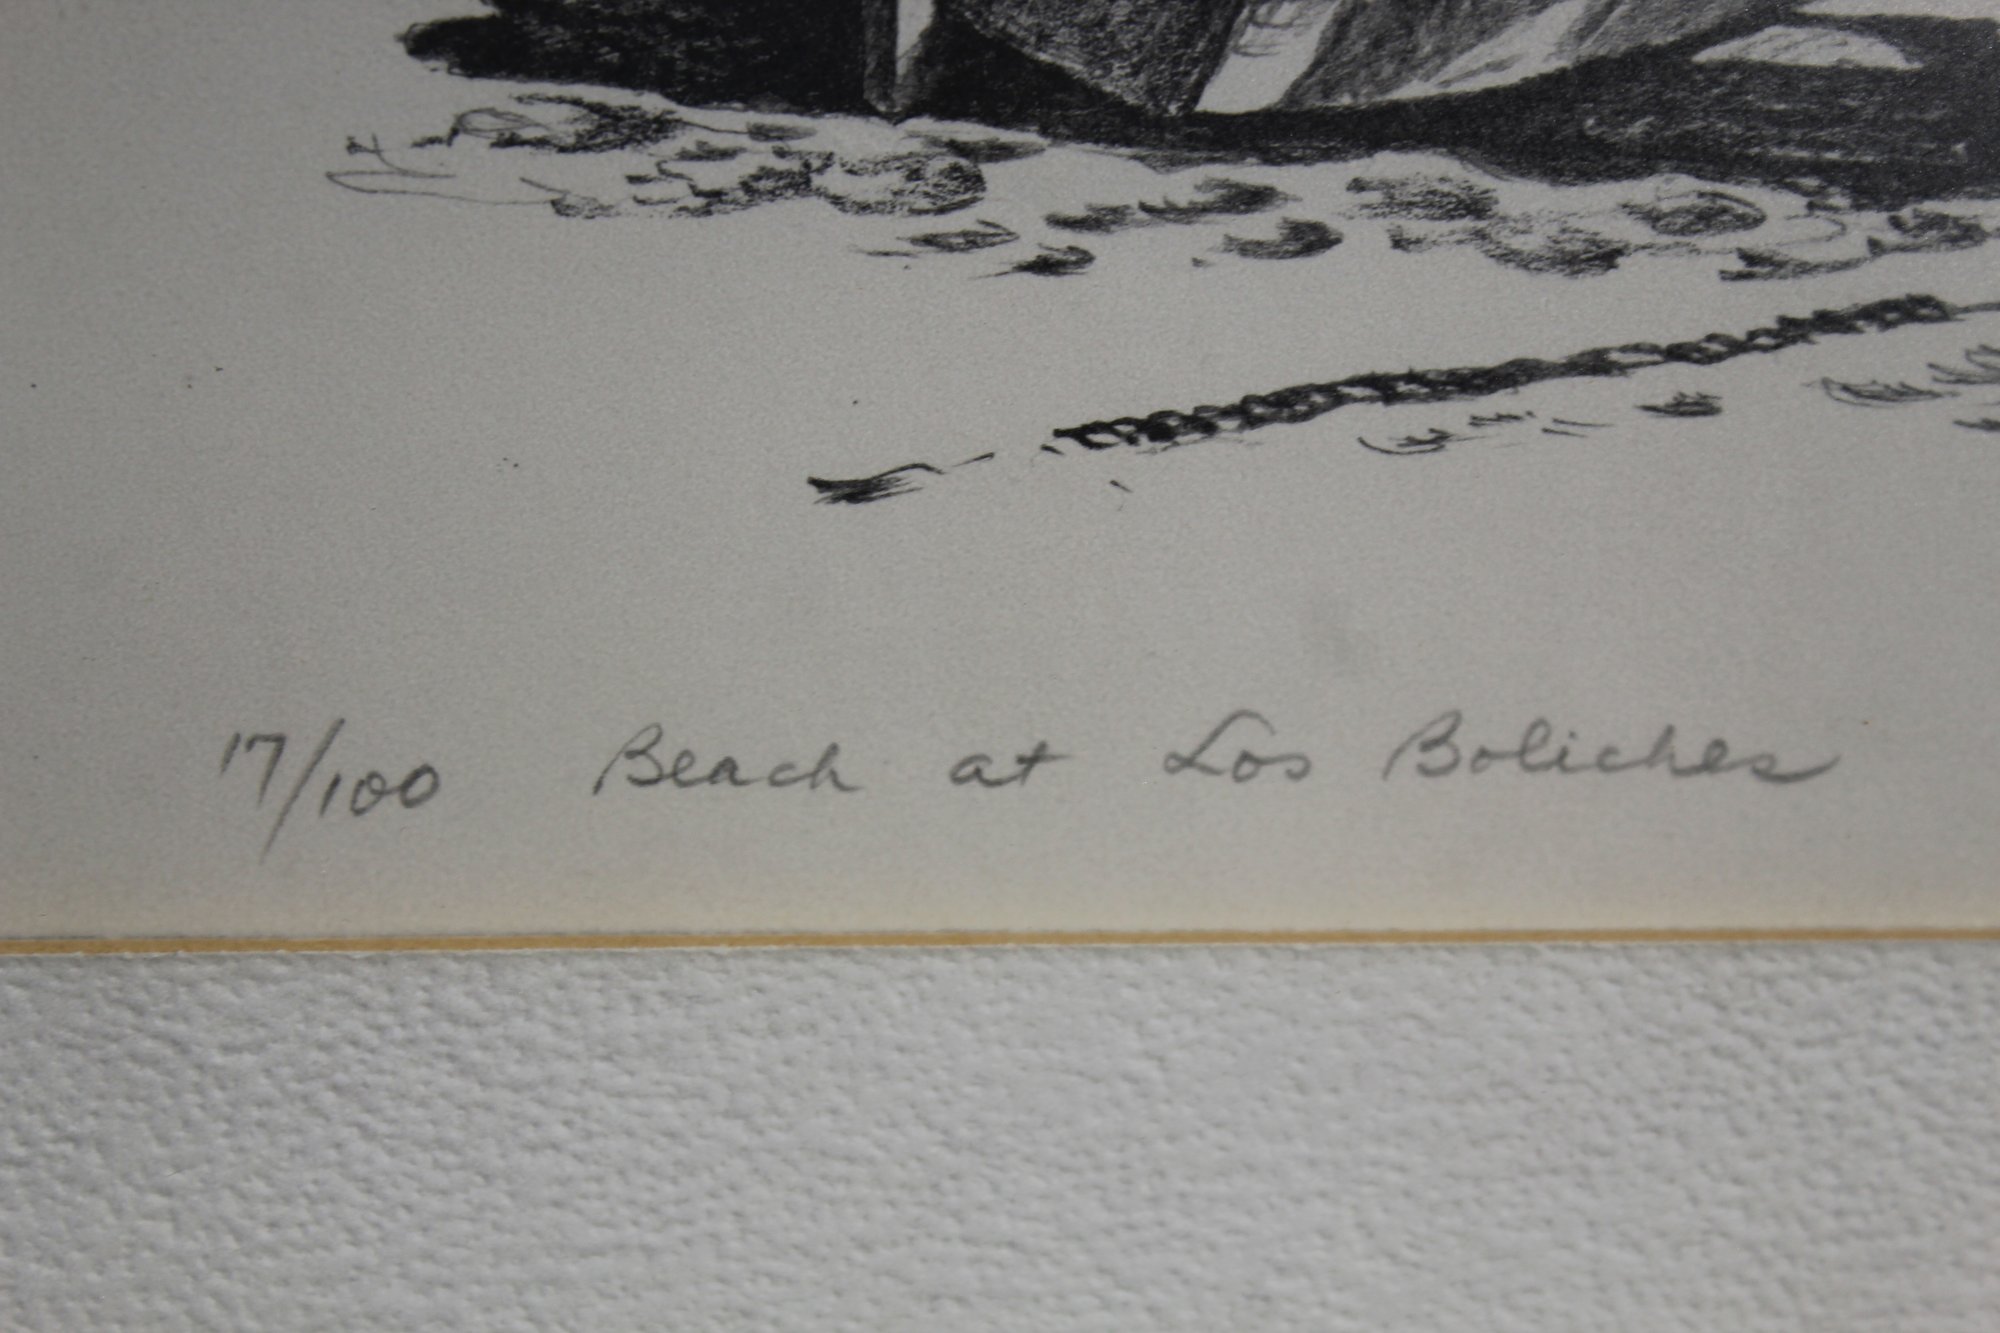 17/100 Beach at Los Boliches